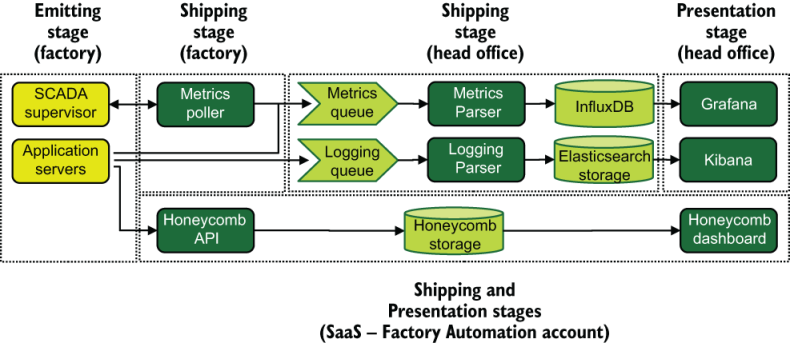 Emitting
stage
(factory)
Shipping
stage
(factory)
Shipping
stage
(head office)
Presentation
stage
(head office)
SCADA
supervisor
Metrics
poller
Metrics
queue
Metrics
Parser
InfluxDB
Grafana
Application
servers
Logging
queue
Logging
Parser
Elasticsearch
storage
Kibana
Honeycomb
API
Honeycomb
storage
Honeycomb
dashboard
Shipping and
Presentation stages
(SaaS – Factory Automation account)